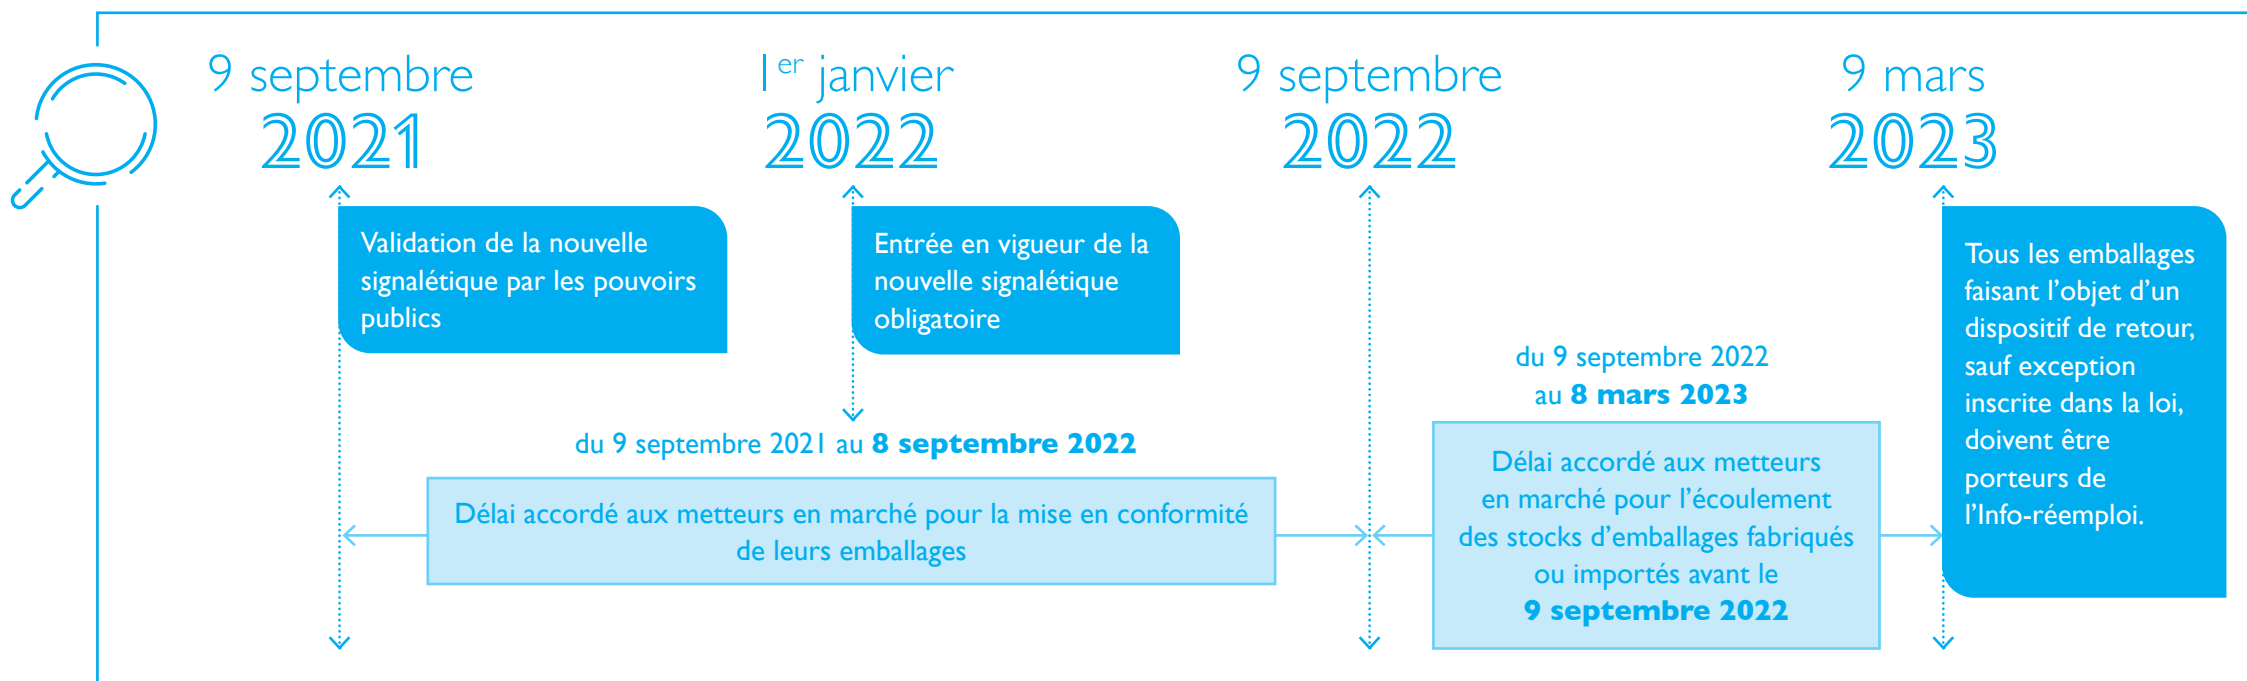 9 septembre
2021
1er janvier
2022
9 septembre
2022
9 mars
2023
Validation de la nouvelle
signalétique par les pouvoirs
publics
Entrée en vigueur de la
nouvelle signalétique
obligatoire
Tous les emballages
faisant l’objet d’un
dispositif de retour,
sauf exception
inscrite dans la loi,
doivent être
porteurs de
l’Info-réemploi.
du 9 septembre 2021 au 8 septembre 2022
Délai accordé aux metteurs en marché pour la mise en conformité
de leurs emballages
du 9 septembre 2022
au 8 mars 2023
Délai accordé aux metteurs
en marché pour l’écoulement
des stocks d’emballages fabriqués
ou importés avant le
9 septembre 2022